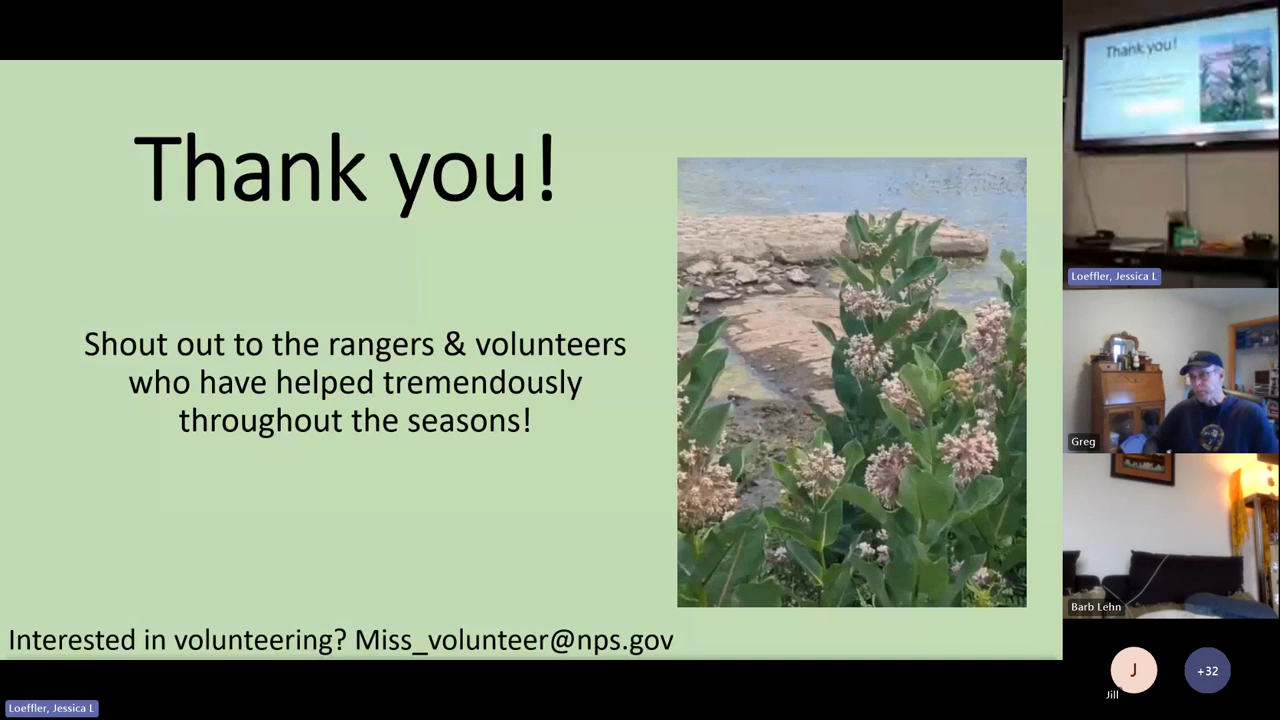 Thank you!
Shout out to the rangers & volunteers
who have helped tremendously
throughout the seasons!
Interested in volunteering? Miss_volunteer@nps.gov
Loeffler, Jessica L
Thank you!
Loeffler, Jessica L
Greg
Barb Lehn
J
Jill
+32